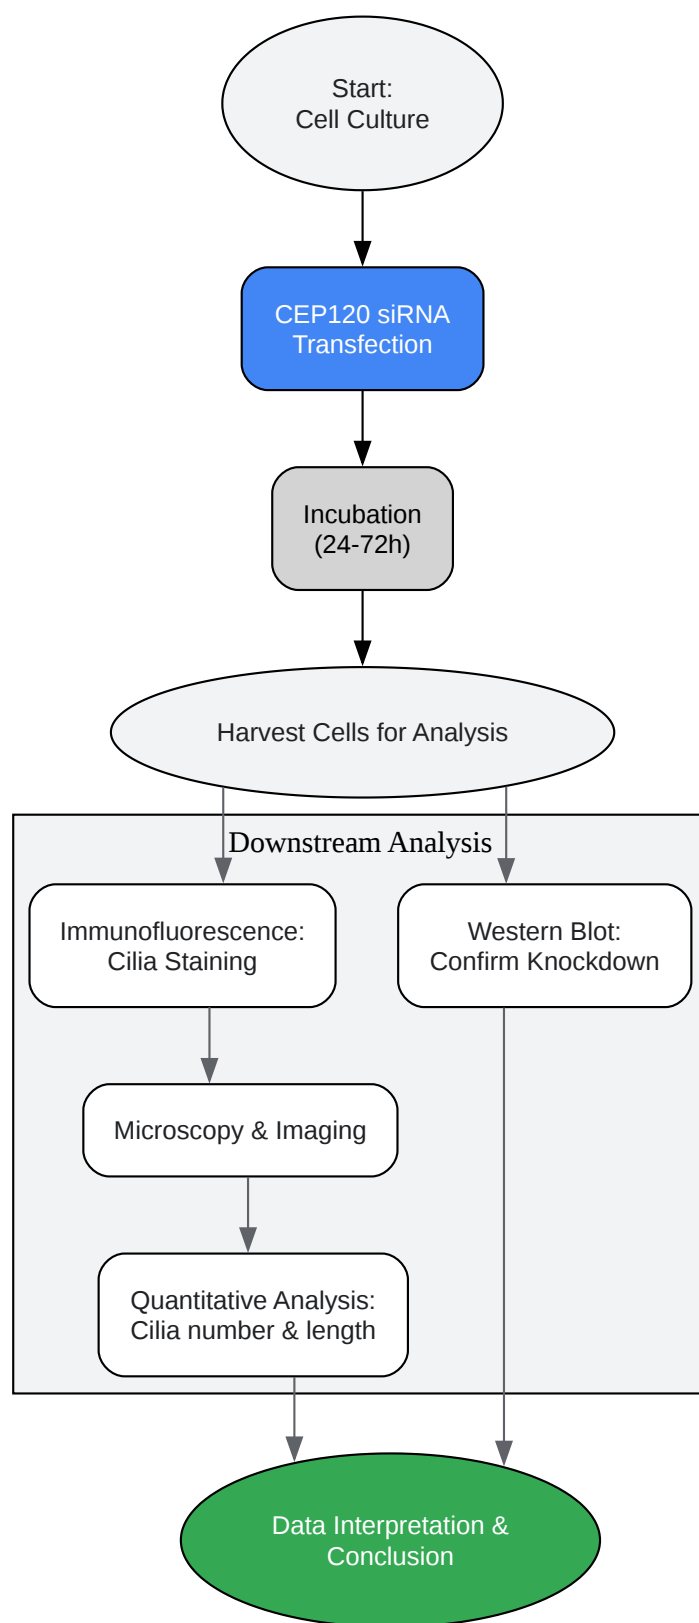 Start:
Cell Culture
CEP120 siRNA
Transfection
Incubation
(24-72h)
Harvest Cells for Analysis
Downstream Analysis
Immunofluorescence:
Cilia Staining
Western Blot:
Confirm Knockdown
Microscopy & Imaging
Quantitative Analysis:
Cilia number & length
Data Interpretation &
Conclusion